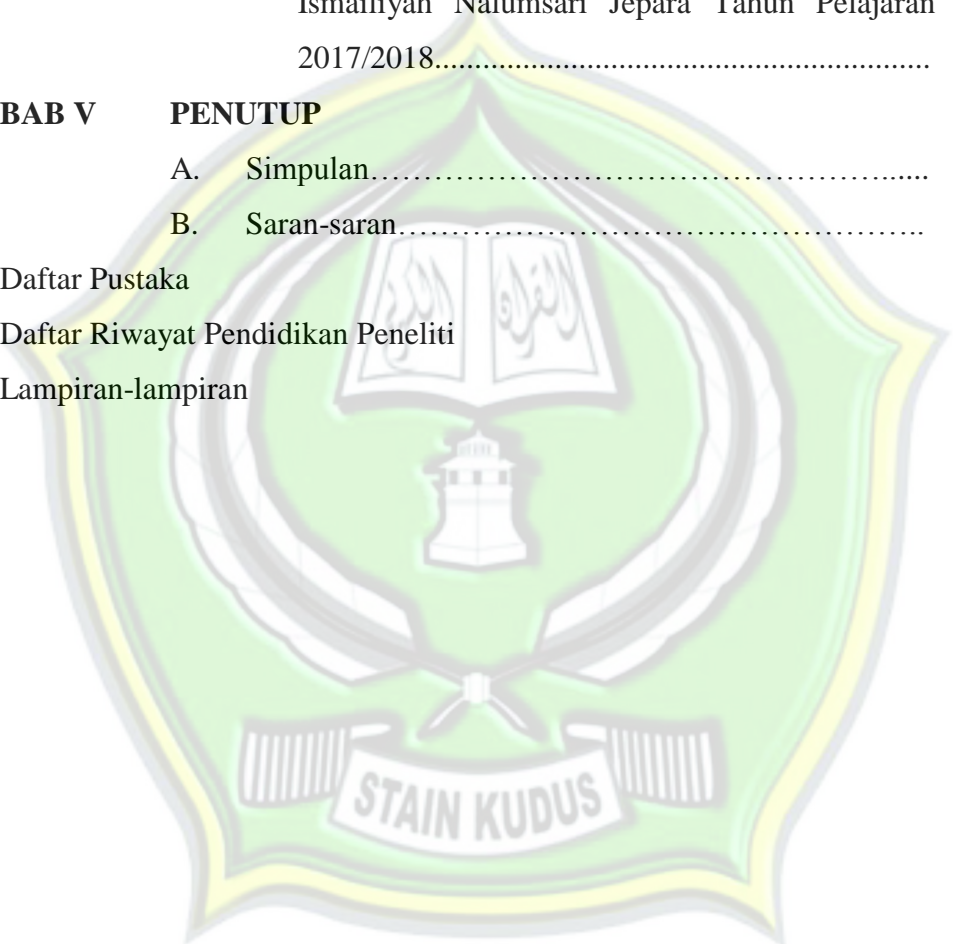 Ismailiyah Nalumsari Jepara Tahun Pelajaran
2017/2018..............................................................
BAB V PENUTUP
A. Simpulan………………………………………….....
B. Saran-saran…………………………………………..
Daftar Pustaka
Daftar Riwayat Pendidikan Peneliti
Lampiran-lampiran
STAIN KUDUS